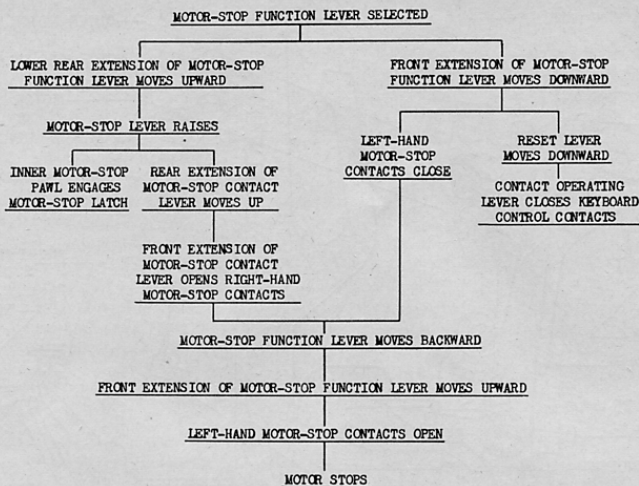 MOTOR-STOP FUNCTION LEVER SELECTED
LOWER REAR EXTENSION OF MOTOR-STOP
FUNCTION LEVER MOVES UPWARD
FRONT EXTENSION OF MOTOR-STOP
FUNCTION LEVER MOVES DOWNWARD
MOTOR-STOP LEVER RAISES
LEFT-HAND
MOTOR-STOP
CONTACTS CLOSE
RESET LEVER
MOVES DOWNWARD
INNER MOTOR-STOP
PAWL ENGAGES
MOTOR-STOP LATCH
REAR EXTENSION OF
MOTOR-STOP CONTACT
LEVER MOVES UP
CONTACT OPERATING
LEVER CLOSES KEYBOARD
CONTROL CONTACTS
FRONT EXTENSION OF
MOTOR-STOP CONTACT
LEVER OPENS RIGHT-HAND
MOTOR-STOP CONTACTS
MOTOR-STOP FUNCTION LEVER MOVES BACKWARD
FRONT EXTENSION OF MOTOR-STOP FUNCTION LEVER MOVES UPWARD
LEFT-HAND MOTOR-STOP CONTACTS OPEN
MOTOR STOPS